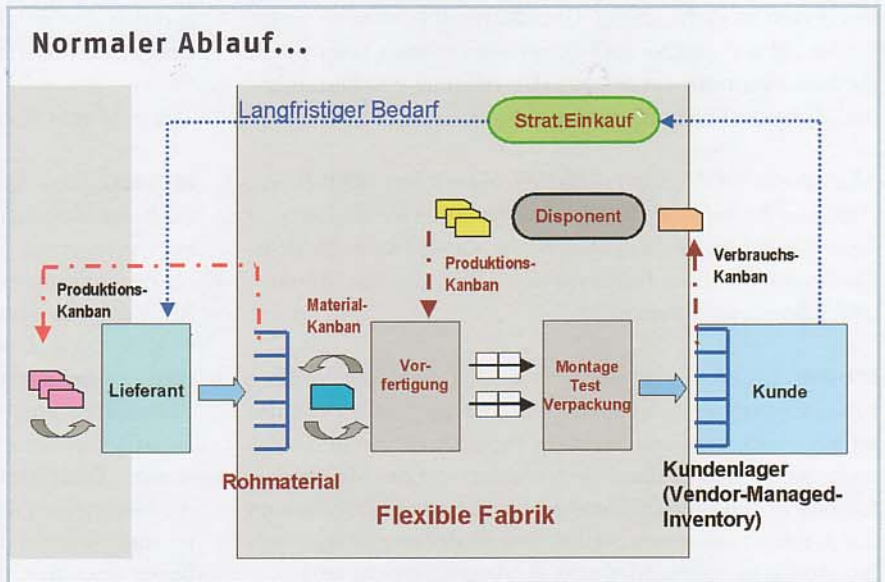 Normaler Ablauf...
Langfristiger Bedarf
Strat.Einkauf
Disponent
Produktions-
Kanban
Verbrauchs-
Kanban
Produktions-
Kanban
Material-
Kanban
Lieferant
Vor-
fertigung
Montage
Test
Verpackung
Kunde
Rohmaterial
Flexible Fabrik
Kundenlager
(Vendor-Managed-
Inventory)